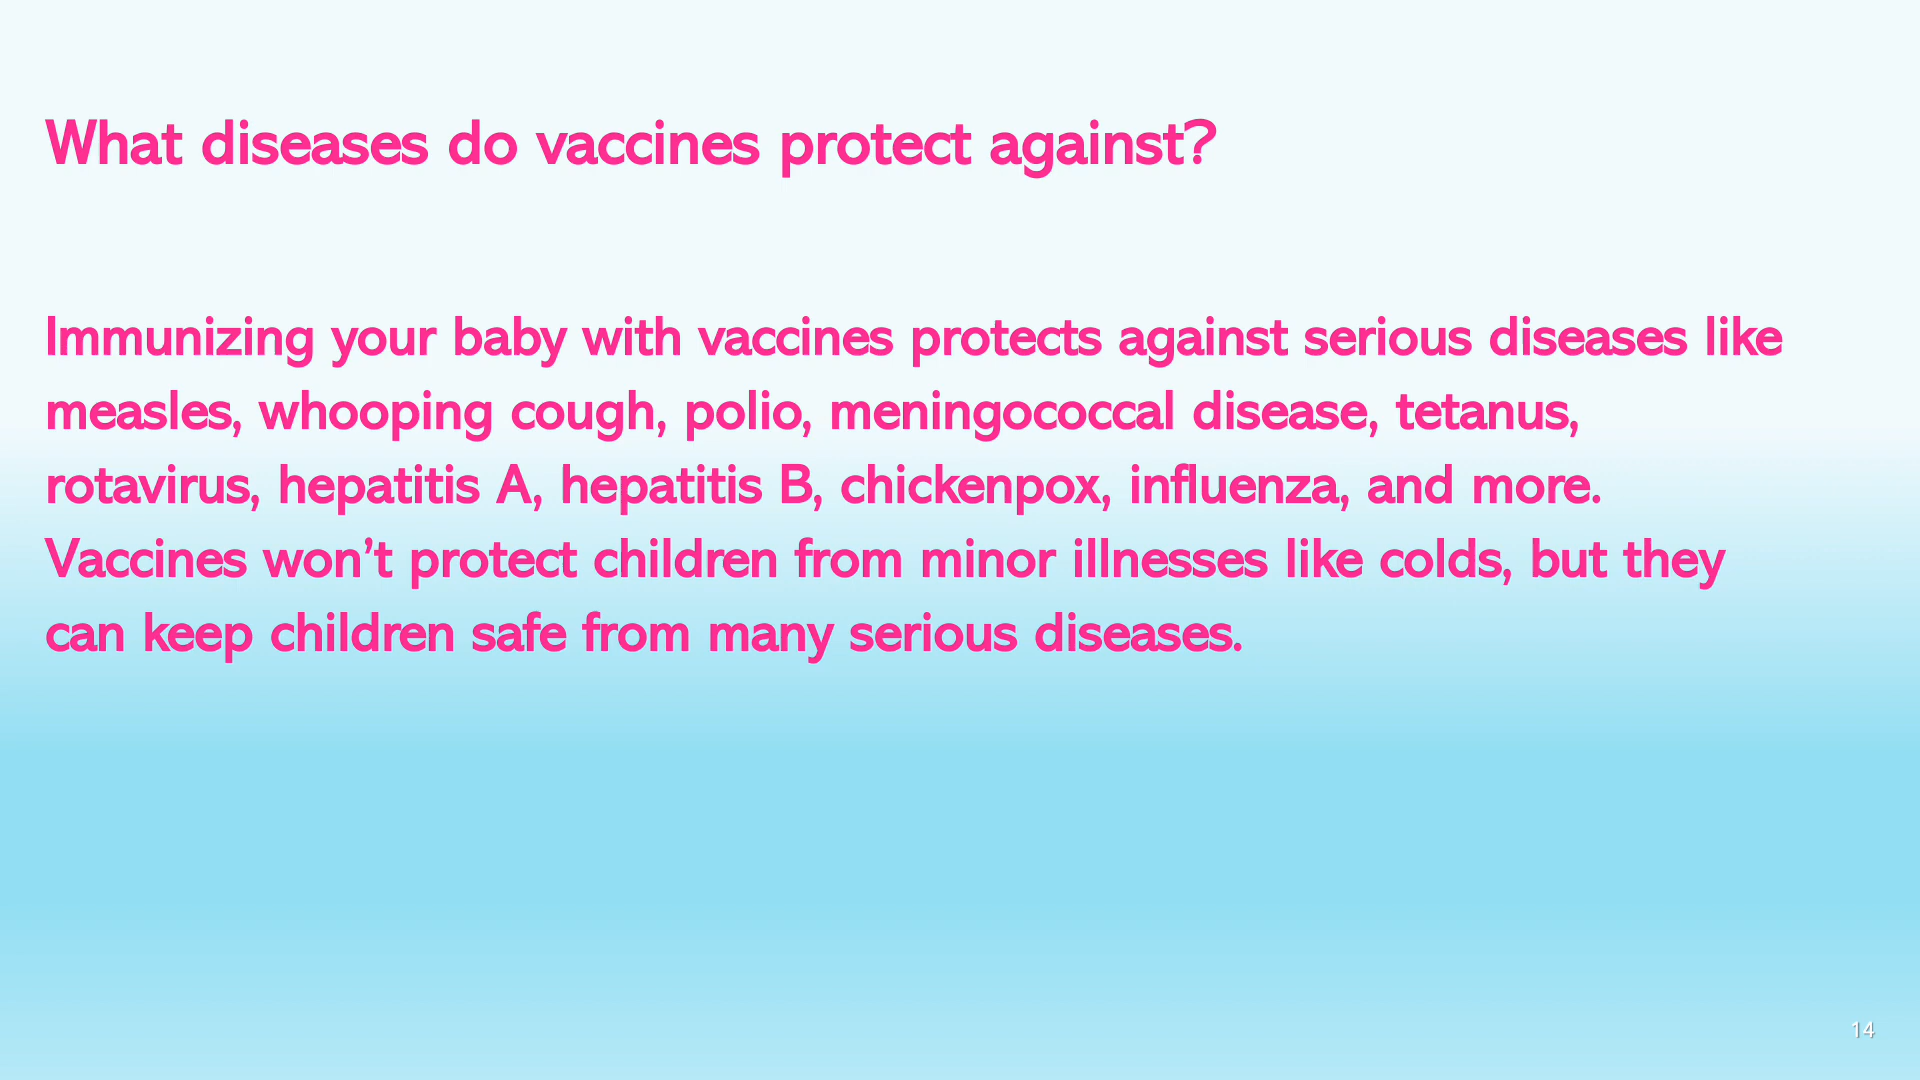 What diseases do vaccines protect against?
Immunizing your baby with vaccines protects against serious diseases like
measles, whooping cough, polio, meningococcal disease, tetanus,
rotavirus, hepatitis A, hepatitis B, chickenpox, influenza, and more.
Vaccines won’t protect children from minor illnesses like colds, but they
can keep children safe from many serious diseases.
14